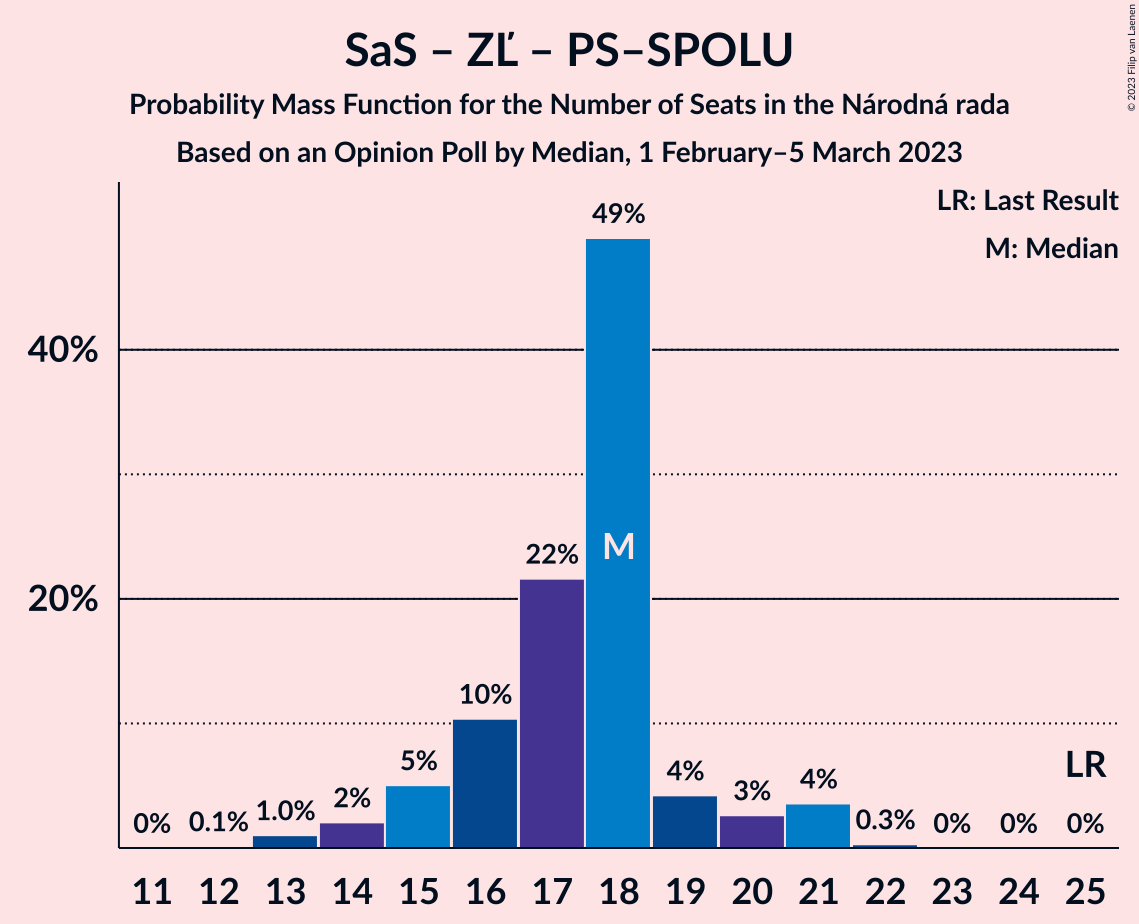 SaS – ZĽ – PS–SPOLU
Probability Mass Function for the Number of Seats in the Národná rada
Based on an Opinion Poll by Median, 1 February–5 March 2023
© 2023 Filip van Laenen
LR: Last Result
M: Median
49%
40%
M
22%
20%
10%
LR
5%
4%
4%
3%
2%
1.0%
0% 0.1% 0.3% 0% 0% 0%
11 12 13 14 15 16 17 18 19 20 21 22 23 24 25